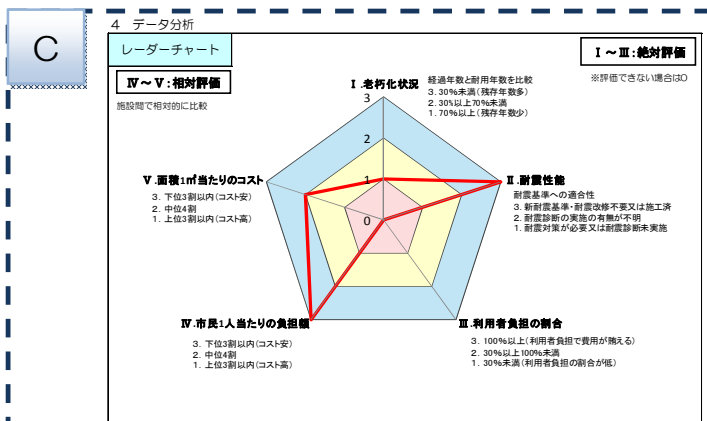 C
4 データ分析
レーダーチャート
Ⅰ～Ⅲ:絶対評価
※評価できない場合は0
Ⅳ～Ⅴ:相対評価
施設間で相対的に比較
Ⅰ.老朽化状況
経過年数と耐用年数を比較
3. 30%未満(残存年数多)
2. 30%以上70%未満
1. 70%以上(残存年数少)
3
2
1
0
Ⅴ.面積1㎡当たりのコスト
3. 下位3割以内(コスト安)
2. 中位4割
1. 上位3割以内(コスト高)
Ⅱ.耐震性能
耐震基準への適合性
3. 新耐震基準・耐震改修不要又は施工済
2. 耐震診断の実施の有無が不明
1. 耐震対策が必要又は耐震診断未実施
Ⅳ.市民1人当たりの負担額
3. 下位3割以内(コスト安)
2. 中位4割
1. 上位3割以内(コスト高)
Ⅲ.利用者負担の割合
3. 100%以上(利用者負担で費用が賄える)
2. 30%以上100%未満
1. 30%未満(利用者負担の割合が低)